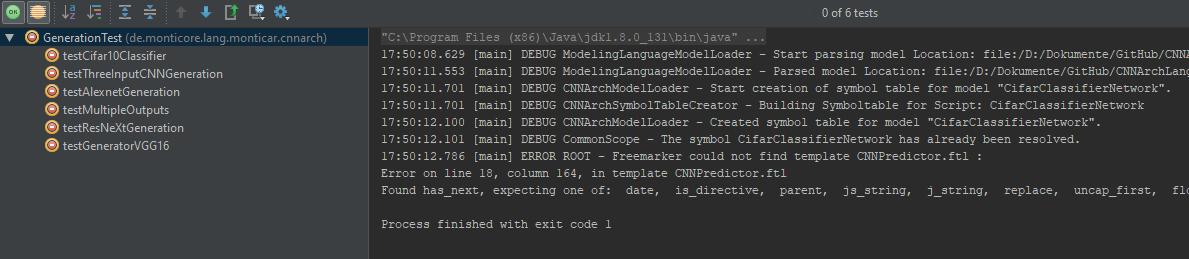 0 of 6 tests
GenerationTest (de.monticore.lang.monticar.cnnarch)
testCifar10Classifier
testThreeInputCNNGeneration
testAlexnetGeneration
testMultipleOutputs
testResNeXtGeneration
testGeneratorVGG16
"C:\Program Files (x86)\Java\jdk1.8.0_131\bin\java" ...
17:50:08.629 [main] DEBUG ModelingLanguageModelLoader - Start parsing model Location: file:/D:/Dokumente/GitHub/CNNA
17:50:11.553 [main] DEBUG ModelingLanguageModelLoader - Parsed model Location: file:/D:/Dokumente/GitHub/CNNArchLang
17:50:11.701 [main] DEBUG CNNArchModelLoader - Start creation of symbol table for model "CifarClassifierNetwork".
17:50:11.701 [main] DEBUG CNNArchSymbolTableCreator - Building Symboltable for Script: CifarClassifierNetwork
17:50:12.100 [main] DEBUG CNNArchModelLoader - Created symbol table for model "CifarClassifierNetwork".
17:50:12.101 [main] DEBUG CommonScope - The symbol CifarClassifierNetwork has already been resolved.
17:50:12.786 [main] ERROR ROOT - Freemarker could not find template CNNPredictor.ftl :
Error on line 18, column 164, in template CNNPredictor.ftl
Found has_next, expecting one of: date, is_directive, parent, js_string, j_string, replace, uncap_first, flo
Process finished with exit code 1